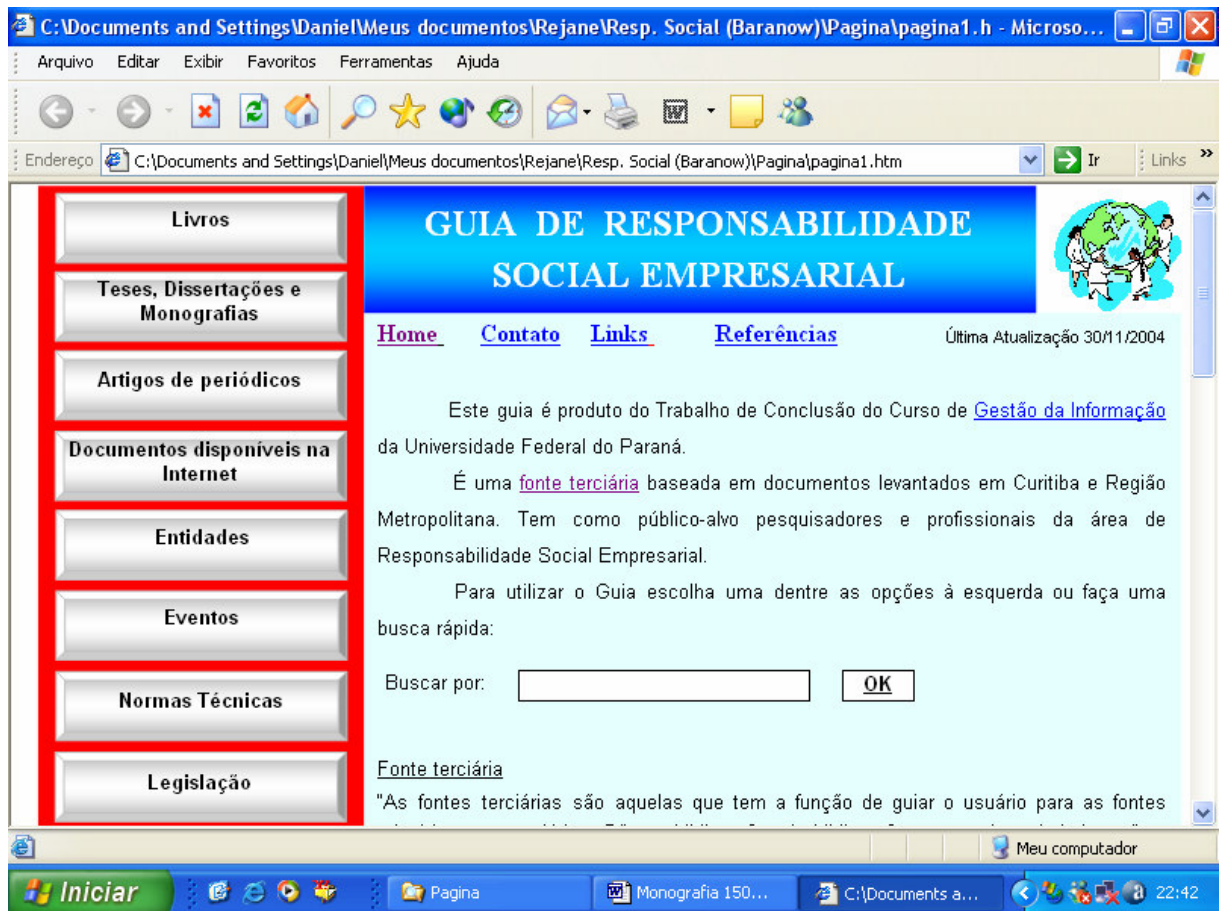 C:\Documents and Settings\Daniel\Meus documentos\Rejane\Resp. Social (Baranow)\Pagina\pagina1.h - Microso...
Arquivo Editar Exibir Favoritos Ferramentas Ajuda
Endereço C:\Documents and Settings\Daniel\Meus documentos\Rejane\Resp. Social (Baranow)\Pagina\pagina1.htm Ir Links »
Livros
Teses, Dissertações e
Monografias
Artigos de periódicos
Documentos disponíveis na
Internet
Entidades
Eventos
Normas Técnicas
Legislação
GUIA DE RESPONSABILIDADE
SOCIAL EMPRESARIAL
Home Contato Links Referências Última Atualização 30/11/2004
Este guia é produto do Trabalho de Conclusão do Curso de Gestão da Informação
da Universidade Federal do Paraná.
É uma fonte terciária baseada em documentos levantados em Curitiba e Região
Metropolitana. Tem como público-alvo pesquisadores e profissionais da área de
Responsabilidade Social Empresarial.
Para utilizar o Guia escolha uma dentre as opções à esquerda ou faça uma
busca rápida:
Buscar por: OK
Fonte terciária
"As fontes terciárias são aquelas que tem a função de guiar o usuário para as fontes
Meu computador
Iniciar Pagina Monografia 150... C:\Documents a... 22:42